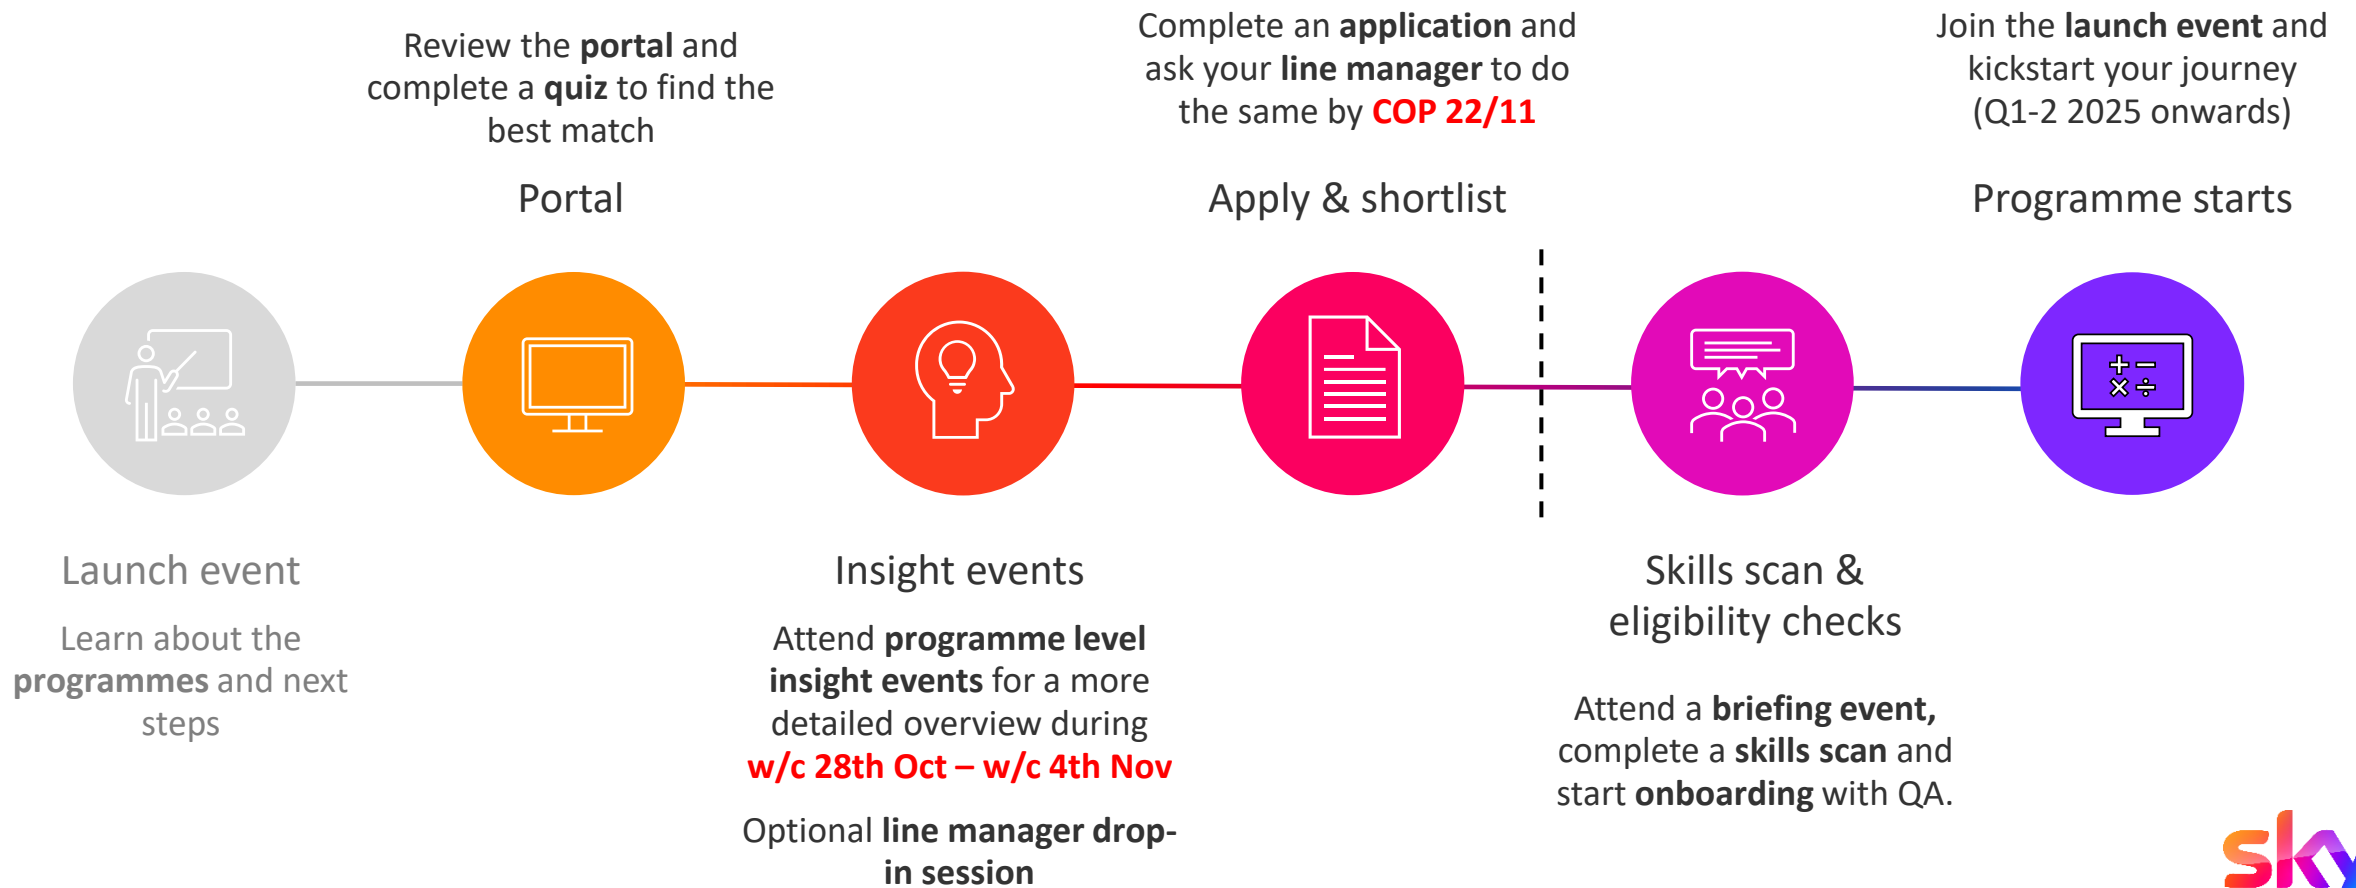 Review the portal and
complete a quiz to find the
best match
Portal
Complete an application and
ask your line manager to do
the same by COP 22/11
Apply & shortlist
Join the launch event and
kickstart your journey
(Q1-2 2025 onwards)
Programme starts
Launch event
Learn about the
programmes and next
steps
Insight events
Attend programme level
insight events for a more
detailed overview during
w/c 28th Oct – w/c 4th Nov
Optional line manager drop-
in session
Skills scan &
eligibility checks
Attend a briefing event,
complete a skills scan and
start onboarding with QA.
sky